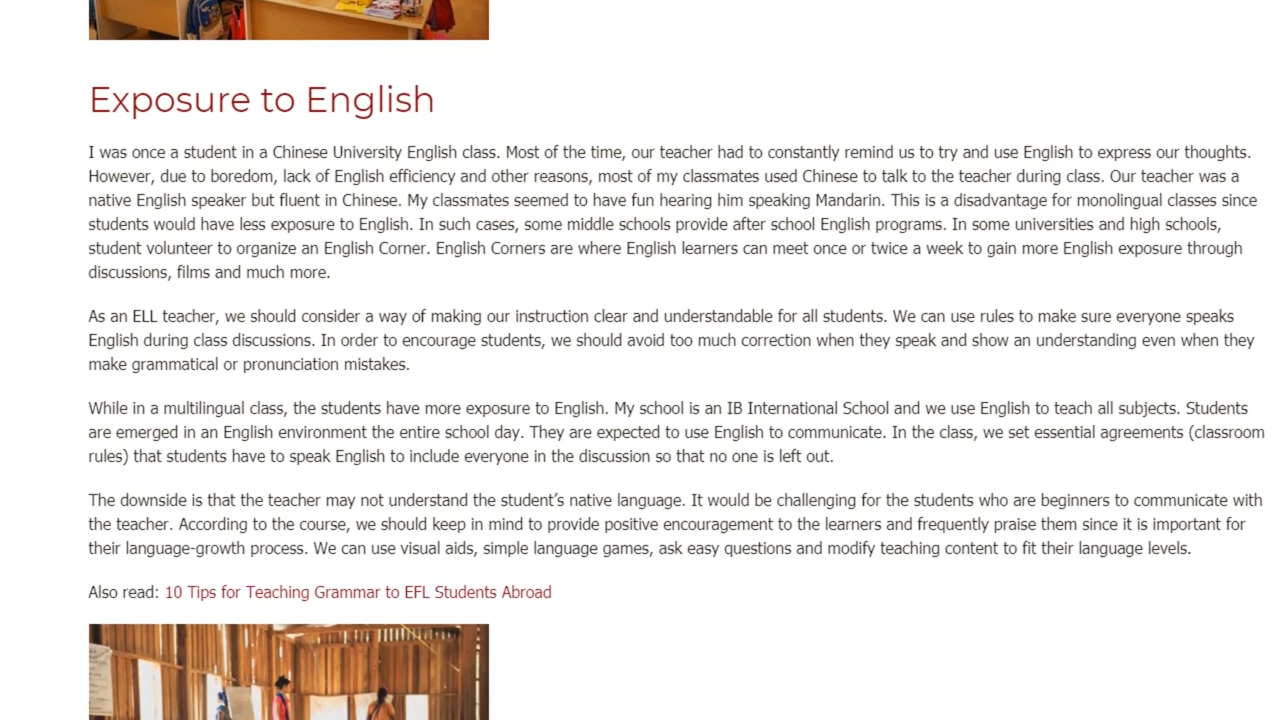 Exposure to English
I was once a student in a Chinese University English class. Most of the time, our teacher had to constantly remind us to try and use English to express our thoughts.
However, due to boredom, lack of English efficiency and other reasons, most of my classmates used Chinese to talk to the teacher during class. Our teacher was a
native English speaker but fluent in Chinese. My classmates seemed to have fun hearing him speaking Mandarin. This is a disadvantage for monolingual classes since
students would have less exposure to English. In such cases, some middle schools provide after school English programs. In some universities and high schools,
student volunteer to organize an English Corner. English Corners are where English learners can meet once or twice a week to gain more English exposure through
discussions, films and much more.
As an ELL teacher, we should consider a way of making our instruction clear and understandable for all students. We can use rules to make sure everyone speaks
English during class discussions. In order to encourage students, we should avoid too much correction when they speak and show an understanding even when they
make grammatical or pronunciation mistakes.
While in a multilingual class, the students have more exposure to English. My school is an IB International School and we use English to teach all subjects. Students
are emerged in an English environment the entire school day. They are expected to use English to communicate. In the class, we set essential agreements (classroom
rules) that students have to speak English to include everyone in the discussion so that no one is left out.
The downside is that the teacher may not understand the student’s native language. It would be challenging for the students who are beginners to communicate with
the teacher. According to the course, we should keep in mind to provide positive encouragement to the learners and frequently praise them since it is important for
their language-growth process. We can use visual aids, simple language games, ask easy questions and modify teaching content to fit their language levels.
Also read: 10 Tips for Teaching Grammar to EFL Students Abroad